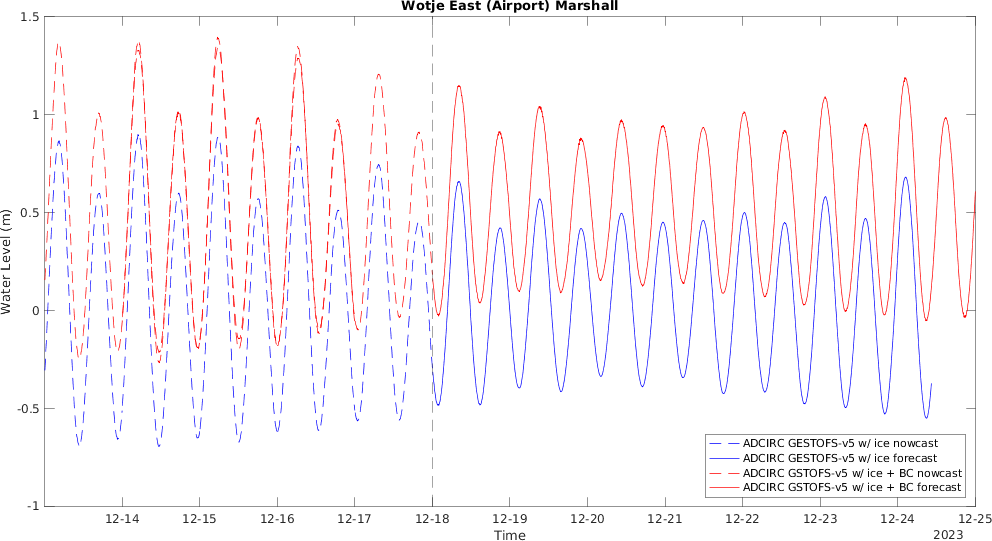 Wotje East (Airport) Marshall
Water Level (m)
1.5
1
0.5
0
-0.5
-1
ADCIRC GESTOFS-v5 w/ ice nowcast
ADCIRC GESTOFS-v5 w/ ice forecast
ADCIRC GSTOFS-v5 w/ ice + BC nowcast
ADCIRC GSTOFS-v5 w/ ice + BC forecast
12-14 12-15 12-16 12-17 12-18 12-19 12-20 12-21 12-22 12-23 12-24 12-25
Time
2023